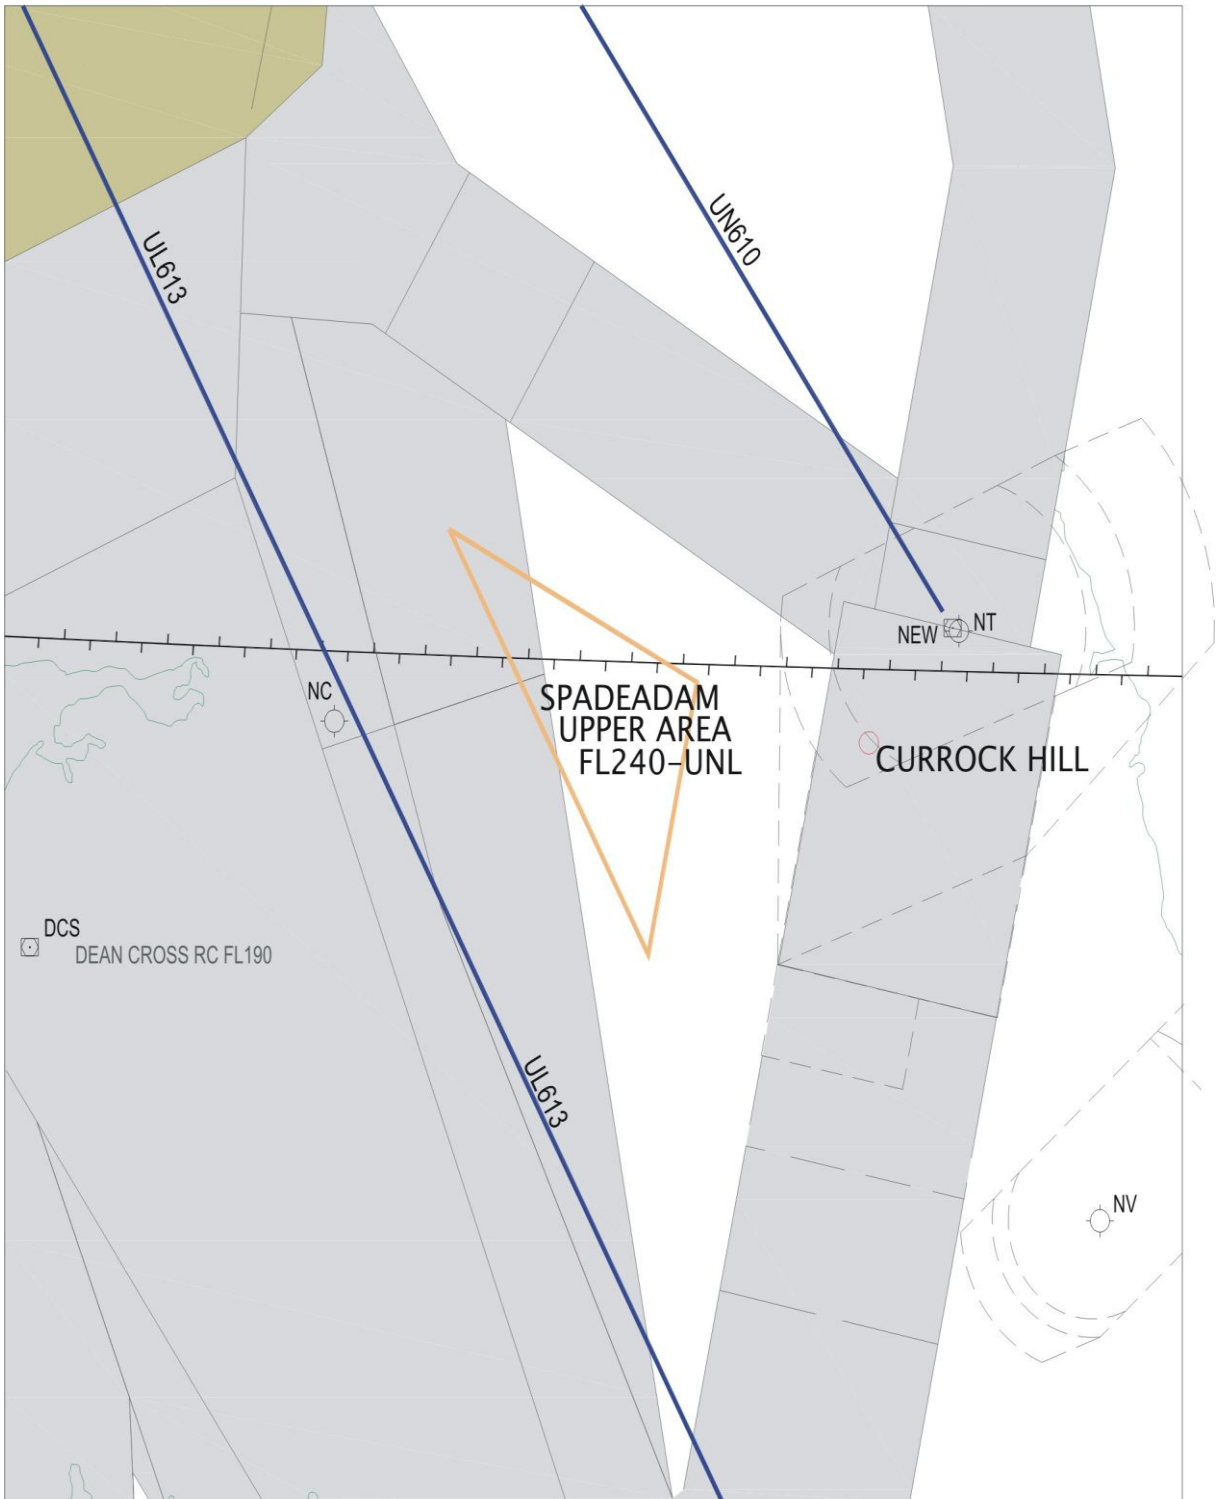 UN610
UL613
NEW
NT
NC
SPADEADAM
UPPER AREA
FL240-UNL
CURROCK HILL
DCS
DEAN CROSS RC FL190
UL613
NV